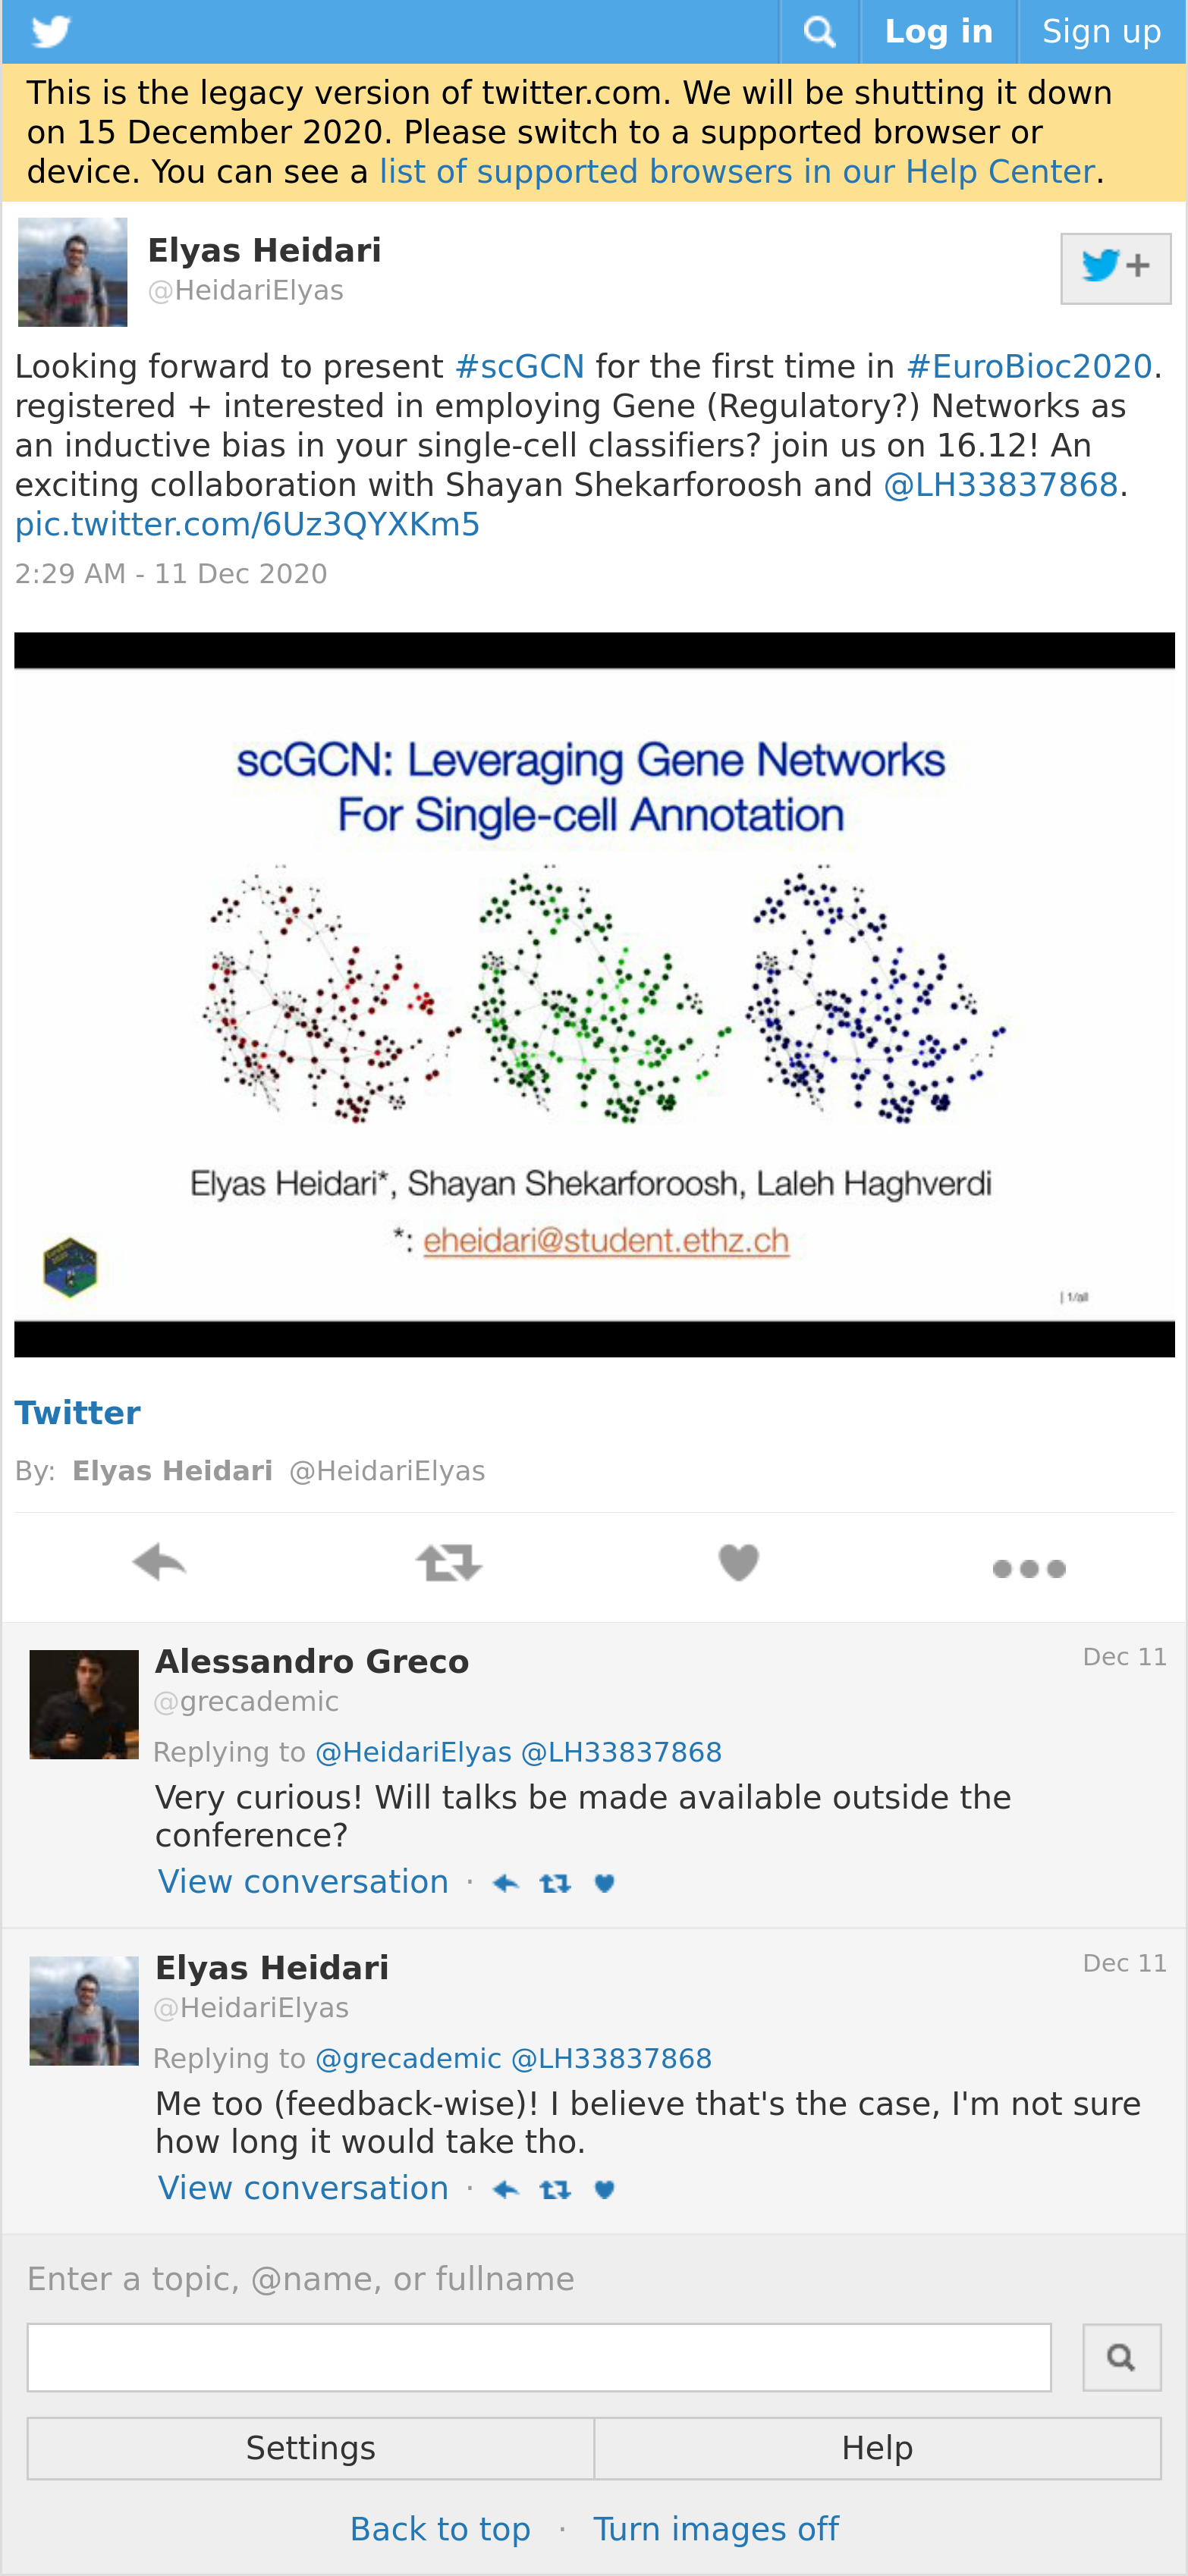 Log in
Sign up
This is the legacy version of twitter.com. We will be shutting it down
on 15 December 2020. Please switch to a supported browser or
device. You can see a list of supported browsers in our Help Center.
Elyas Heidari
@HeidariElyas
+
Looking forward to present #scGCN for the first time in #EuroBioc2020.
registered + interested in employing Gene (Regulatory?) Networks as
an inductive bias in your single-cell classifiers? join us on 16.12! An
exciting collaboration with Shayan Shekarforoosh and @LH33837868.
pic.twitter.com/6Uz3QYXKm5
2:29 AM - 11 Dec 2020
scGCN: Leveraging Gene Networks
For Single-cell Annotation
Elyas Heidari*, Shayan Shekarforoosh, Laleh Haghverdi
*: eheidari@student.ethz.ch
| 1/all
Twitter
By: Elyas Heidari @HeidariElyas
Alessandro Greco
Dec 11
@grecademic
Replying to @HeidariElyas @LH33837868
Very curious! Will talks be made available outside the
conference?
View conversation ·
Elyas Heidari
Dec 11
@HeidariElyas
Replying to @grecademic @LH33837868
Me too (feedback-wise)! I believe that's the case, I'm not sure
how long it would take tho.
View conversation ·
Enter a topic, @name, or fullname
Settings
Help
Back to top · Turn images off